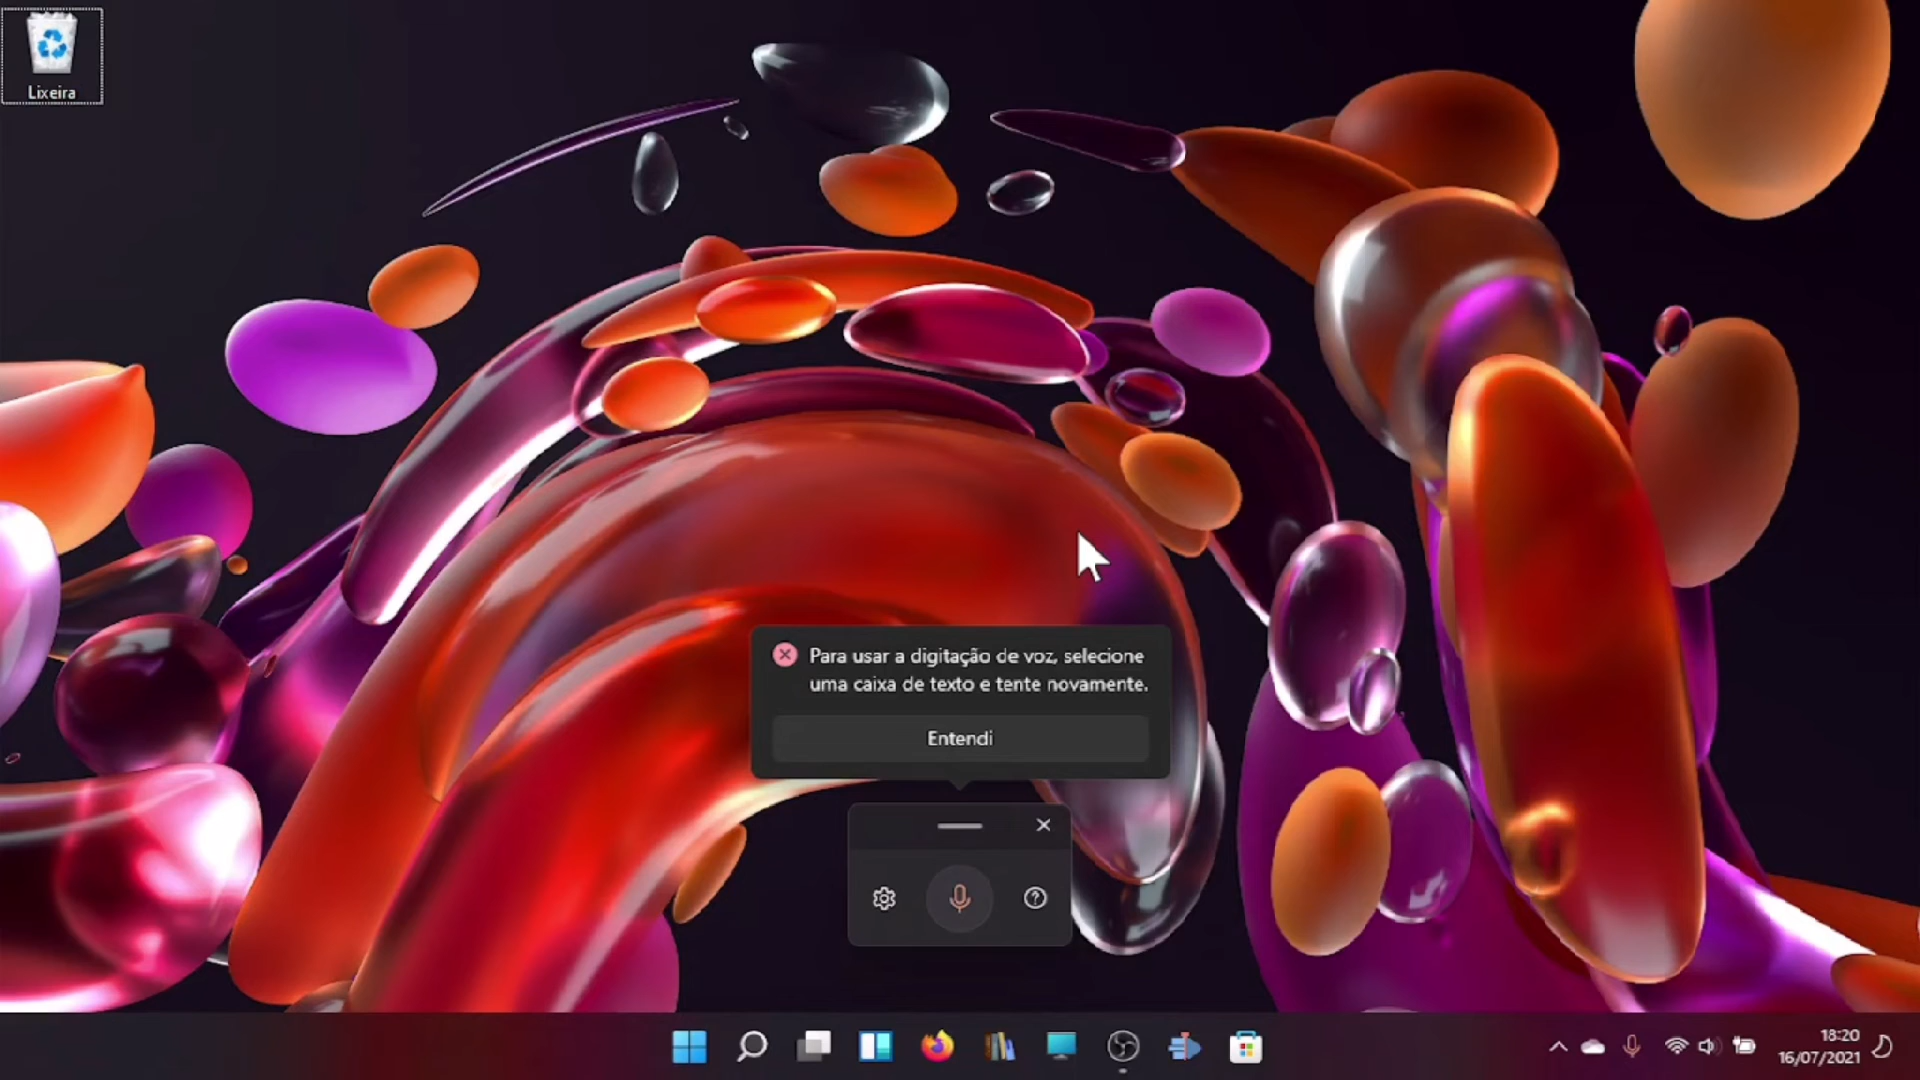 Lixeira
Para usar a digitação de voz, selecione
uma caixa de texto e tente novamente.
Entendi
18:20
16/07/2021